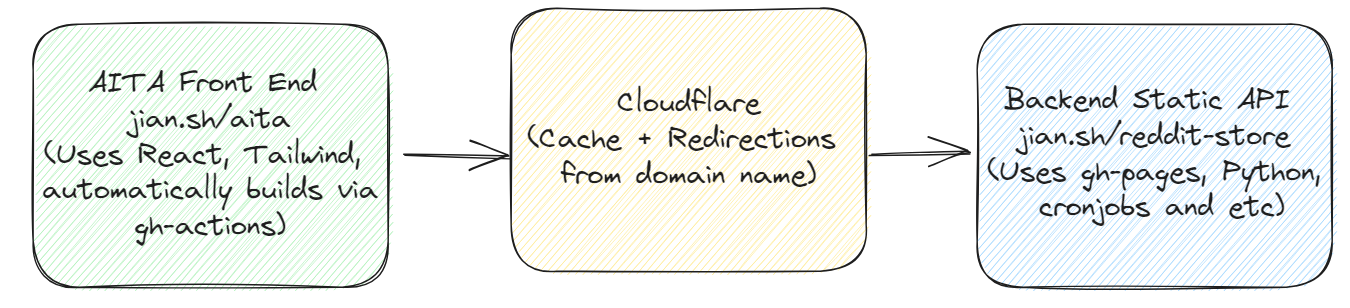 AITA Front End
jian.sh/aita
(Uses React, Tailwind,
automatically builds via
gh-actions)
Cloudflare
(Cache + Redirections
from domain name)
Backend Static API
jian.sh/reddit-store
(Uses gh-pages, Python,
cronjobs and etc)